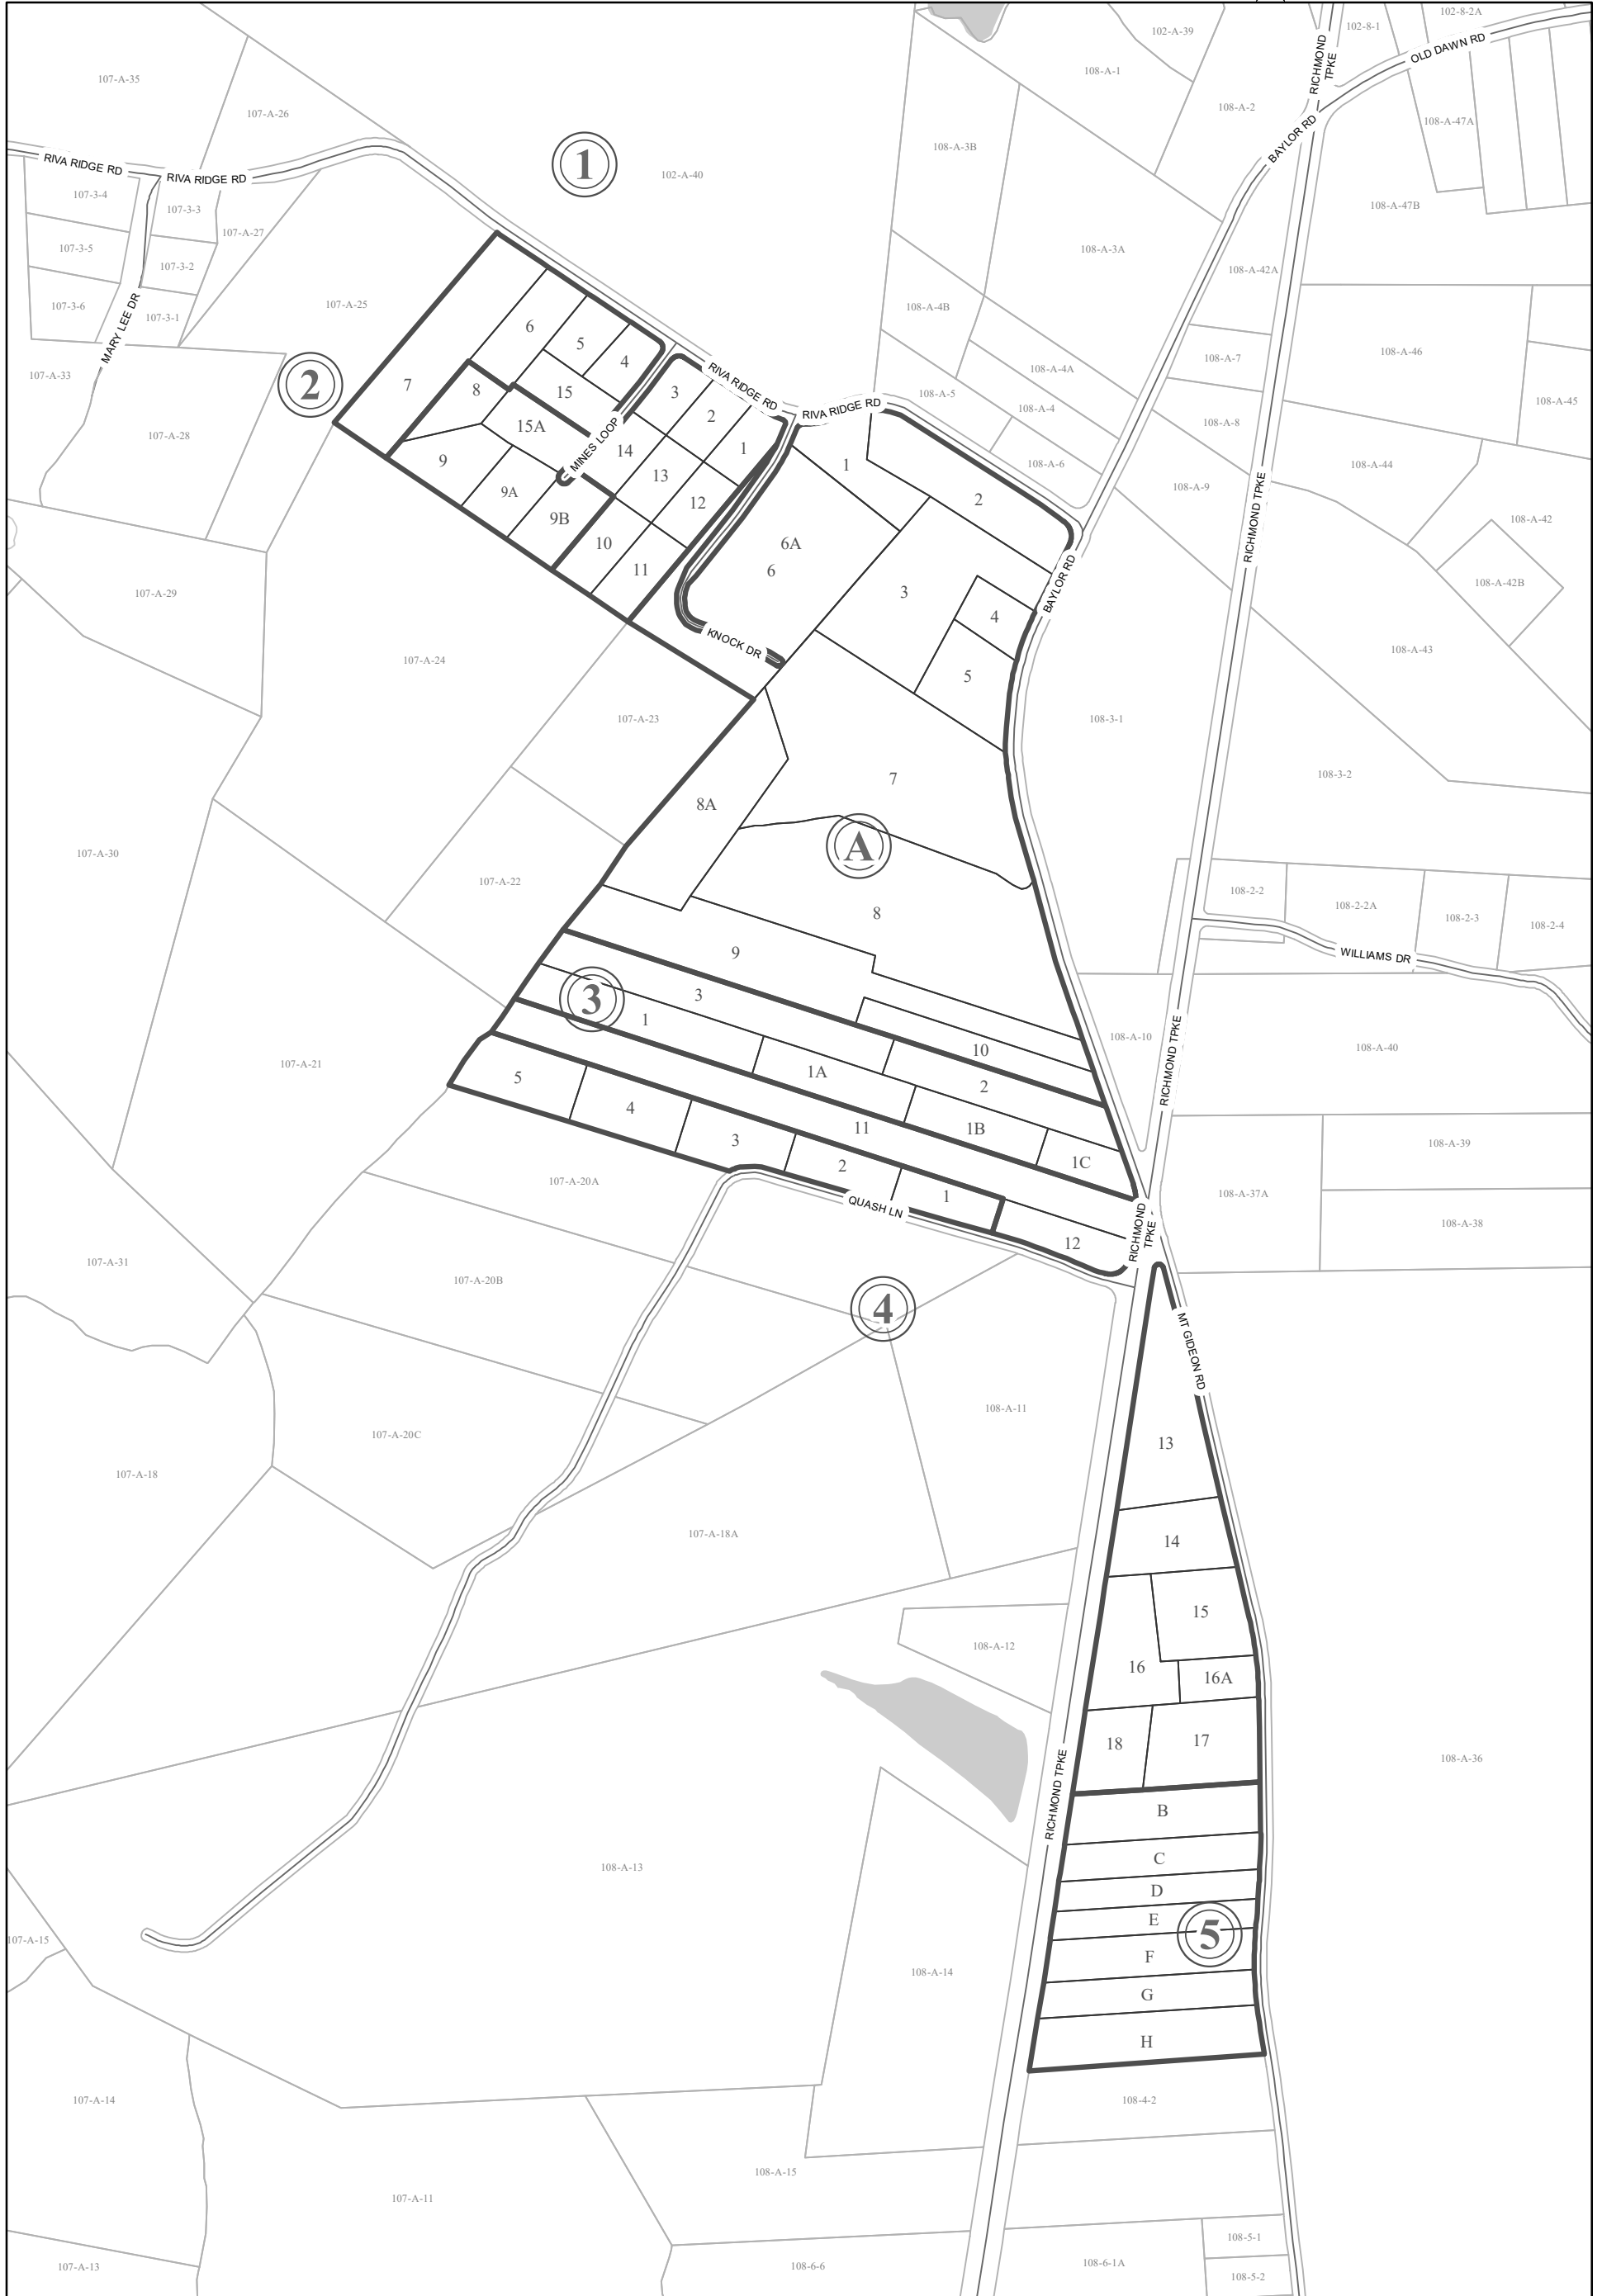 102-8-2A
102-A-39
102-8-1
RICHMOND
TPKE
OLD DAWN RD
107-A-35
108-A-1
108-A-2
107-A-26
108-A-47A
BAYLOR RD
1
108-A-3B
RIVA RIDGE RD
RIVA RIDGE RD
102-A-40
107-3-4
107-3-3
108-A-47B
107-A-27
107-3-5
108-A-3A
107-3-2
108-A-42A
107-3-6
107-A-25
108-A-4B
107-3-1
MARY LEE DR
6
5
4
108-A-46
108-A-7
107-A-33
2
7
8
15
3
RIVA RIDGE RD
108-A-4A
108-A-5
108-A-45
RIVA RIDGE RD
108-A-4
2
107-A-28
15A
MINES LOOP
14
1
108-A-8
9
13
1
108-A-6
108-A-44
9A
12
2
108-A-9
RICHMOND TPKE
9B
10
6A
108-A-42
11
6
3
BAYLOR RD
108-A-42B
107-A-29
4
KNOCK DR
107-A-24
5
108-A-43
107-A-23
108-3-1
7
108-3-2
8A
A
107-A-30
107-A-22
108-2-2
108-2-2A
8
108-2-3
108-2-4
9
WILLIAMS DR
3
3
1
108-A-10
RICHMOND TPKE
107-A-21
10
108-A-40
1A
5
2
4
11
1B
3
108-A-39
2
1C
107-A-20A
1
108-A-37A
QUASH LN
108-A-38
RICHMOND
TPKE
12
107-A-31
107-A-20B
4
MT GIDEON RD
108-A-11
107-A-20C
13
107-A-18
107-A-18A
14
15
108-A-12
16
16A
18
17
108-A-36
RICHMOND TPKE
B
C
108-A-13
D
E
5
107-A-15
F
108-A-14
G
H
107-A-14
108-4-2
108-A-15
107-A-11
108-5-1
107-A-13
108-6-6
108-6-1A
108-5-2